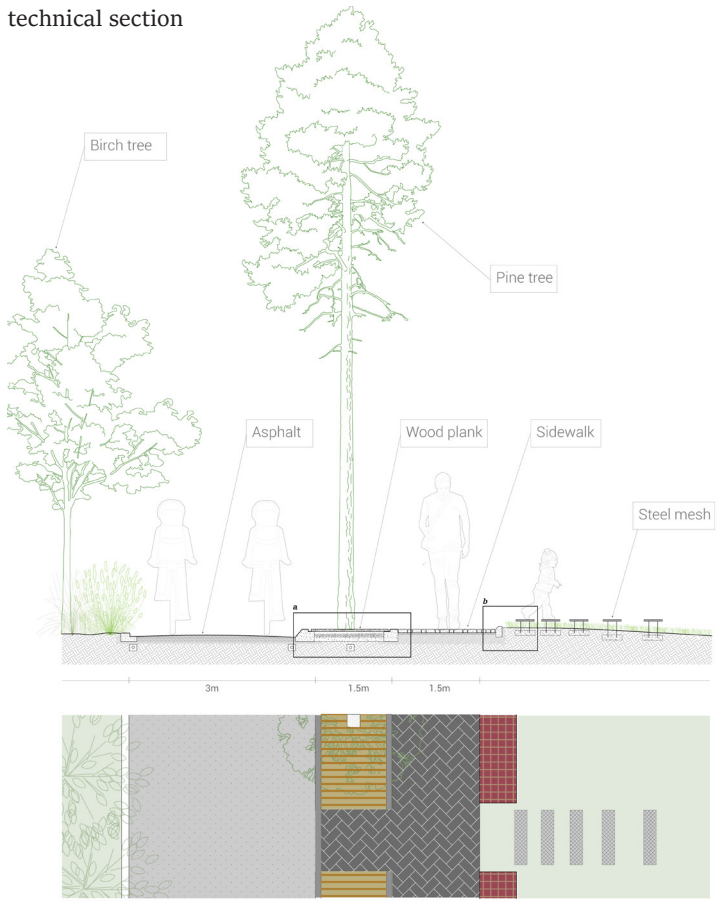 technical section
Birch tree
Pine tree
Asphalt
Wood plank
Sidewalk
Steel mesh
a
b
3m
1.5m
1.5m